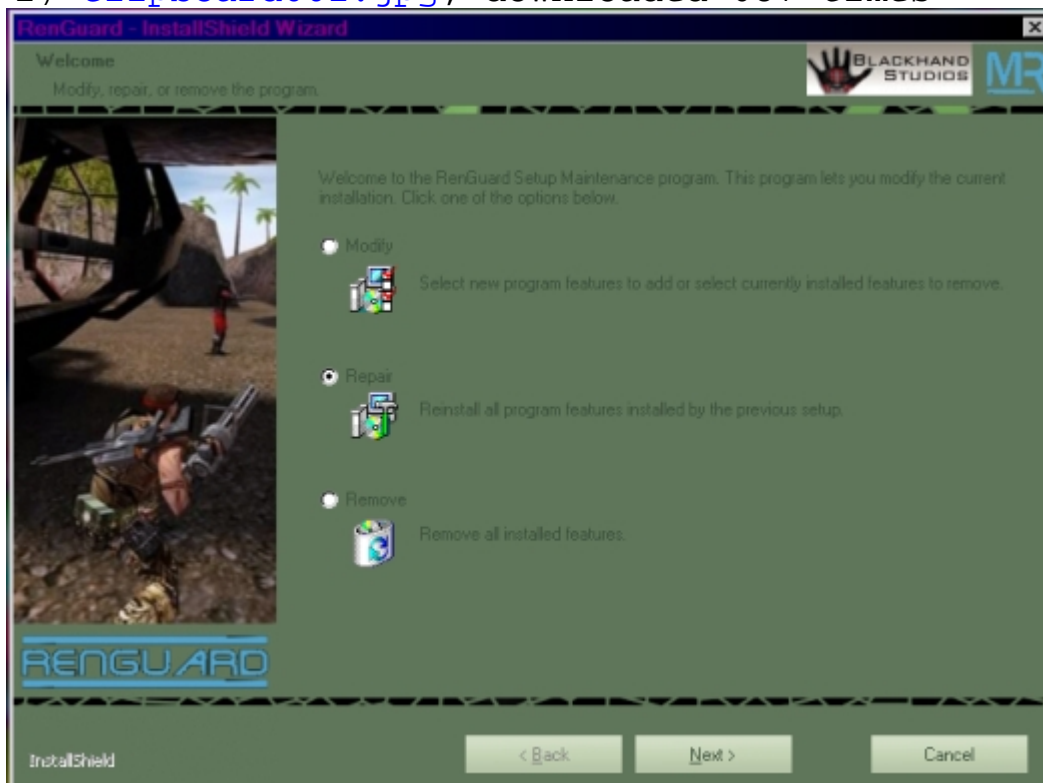 RenGuard - InstallShield Wizard
Welcome
Modify, repair, or remove the program.
BLACKHAND
STUDIOS
MR
Welcome to the RenGuard Setup Maintenance program. This program lets you modify the current
installation. Click one of the options below.
Modify
Select new program features to add or select currently installed features to remove.
Repair
Reinstall all program features installed by the previous setup.
Remove
Remove all installed features.
RENGUARD
InstallShield
< Back
Next >
Cancel